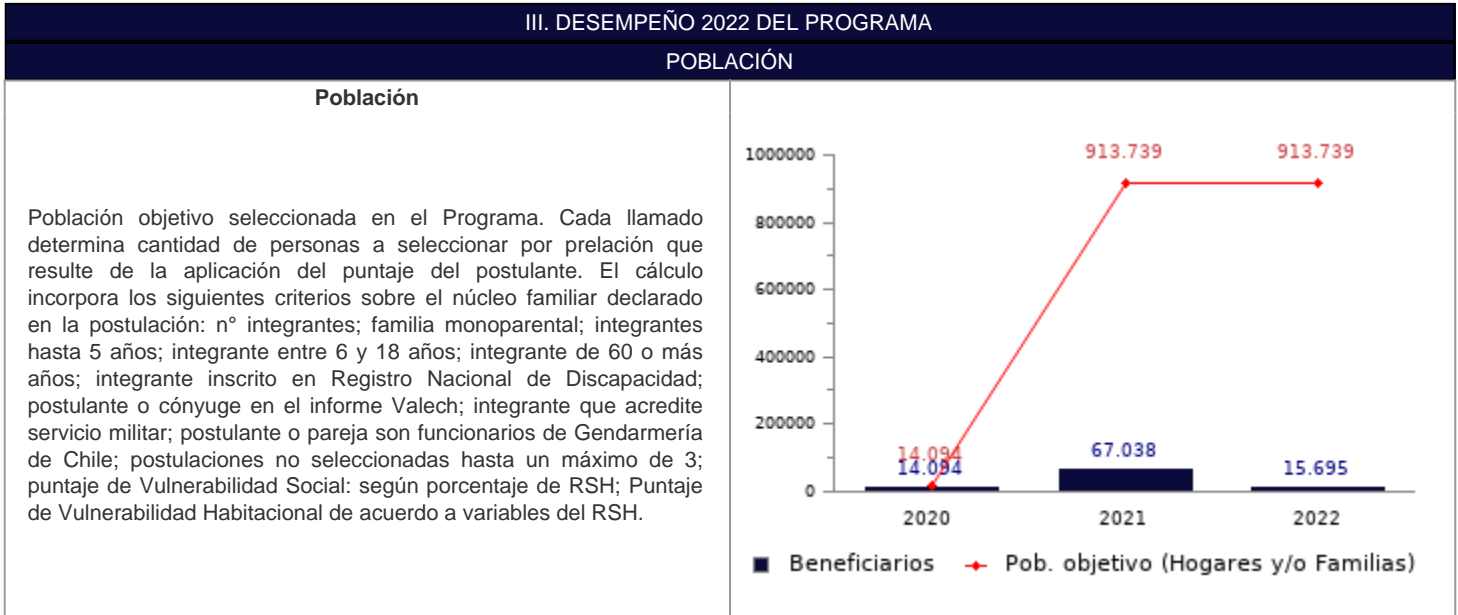 III. DESEMPEÑO 2022 DEL PROGRAMA
POBLACIÓN
Población
Población objetivo seleccionada en el Programa. Cada llamado
determina cantidad de personas a seleccionar por prelación que
resulte de la aplicación del puntaje del postulante. El cálculo
incorpora los siguientes criterios sobre el núcleo familiar declarado
en la postulación: n° integrantes; familia monoparental; integrantes
hasta 5 años; integrante entre 6 y 18 años; integrante de 60 o más
años; integrante inscrito en Registro Nacional de Discapacidad;
postulante o cónyuge en el informe Valech; integrante que acredite
servicio militar; postulante o pareja son funcionarios de Gendarmería
de Chile; postulaciones no seleccionadas hasta un máximo de 3;
puntaje de Vulnerabilidad Social: según porcentaje de RSH; Puntaje
de Vulnerabilidad Habitacional de acuerdo a variables del RSH.
1000000
913.739 913.739
800000
600000
400000
200000
14.094
14.094 67.038 15.695
0
2020 2021 2022
Beneficiarios Pob. objetivo (Hogares y/o Familias)